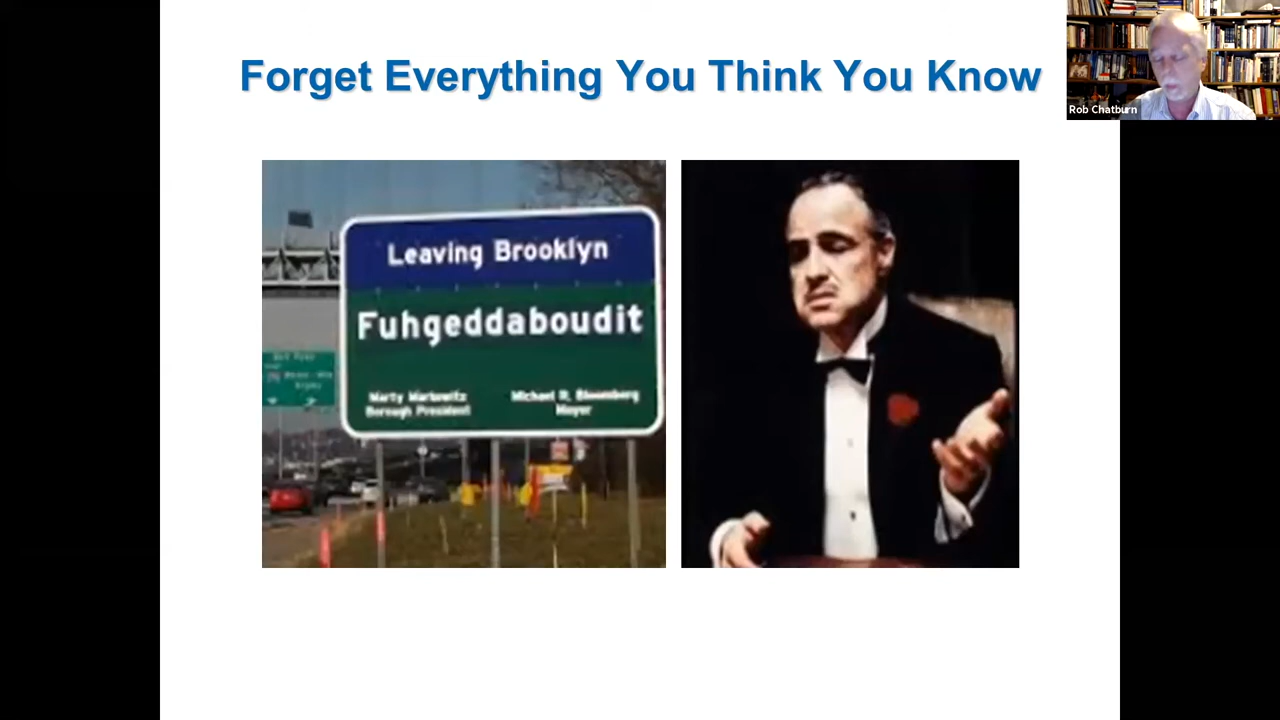 Forget Everything You Think You Know
Rob Chatburn
Leaving Brooklyn
Fuhgeddaboudit
Marty Markowitz
Borough President
Michael R. Bloomberg
Mayor